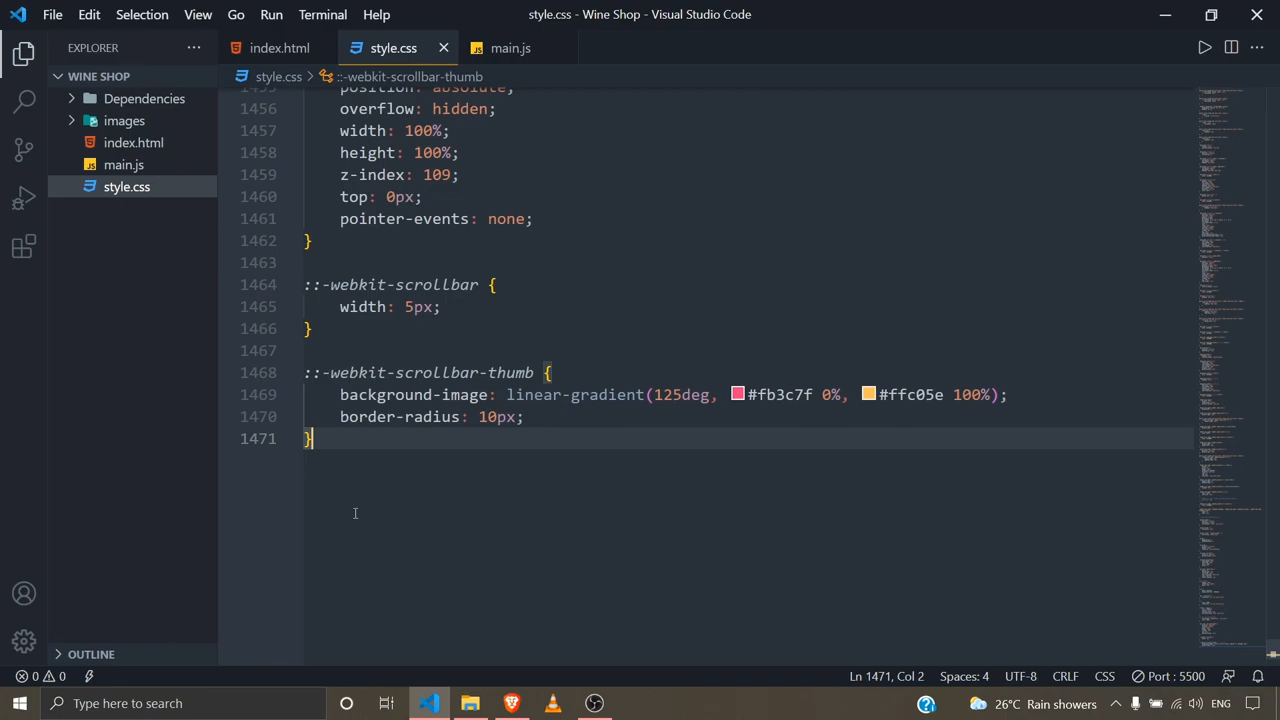 File Edit Selection View Go Run Terminal Help
style.css - Wine Shop - Visual Studio Code
EXPLORER
index.html
style.css
main.js
WINE SHOP
style.css
::-webkit-scrollbar-thumb
Dependencies
images
index.html
main.js
style.css
1455 position: absolute;
1456 overflow: hidden;
1457 width: 100%;
1458 height: 100%;
1459 z-index: 109;
1460 top: 0px;
1461 pointer-events: none;
1462 }
1463
1464 ::-webkit-scrollbar {
1465 width: 5px;
1466 }
1467
1468 ::-webkit-scrollbar-thumb {
1469 background-image: linear-gradient(125deg, #ff4c7f 0%, #ffc05e 100%);
1470 border-radius: 10px;
1471 }
OUTLINE
0 0
Ln 1471, Col 2
Spaces: 4
UTF-8
CRLF
CSS
Port : 5500
Type here to search
26°C Rain showers
ENG